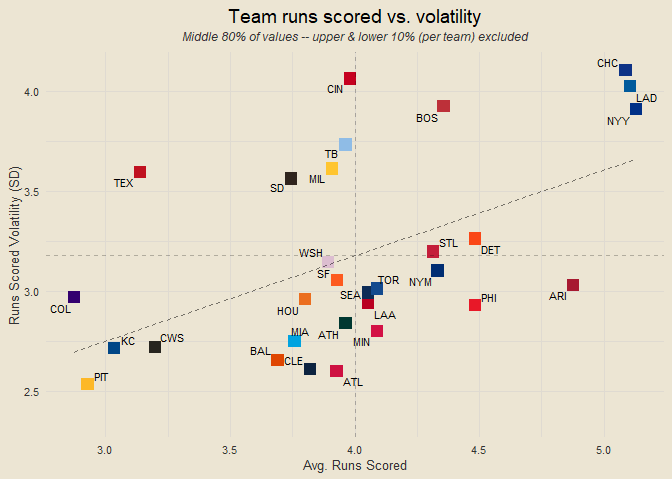 Team runs scored vs. volatility
Middle 80% of values -- upper & lower 10% (per team) excluded
CHC
4.0
CIN
LAD
BOS
NYY
TB
TEX
SD
MIL
3.5
Runs Scored Volatility (SD)
STL
WSH
DET
SF
TOR
NYM
3.0
SEA
ARI
COL
HOU
PHI
LAA
MIA
ATH
KC
CWS
MIN
BAL
CLE
PIT
ATL
2.5
3.0
3.5
4.0
4.5
5.0
Avg. Runs Scored